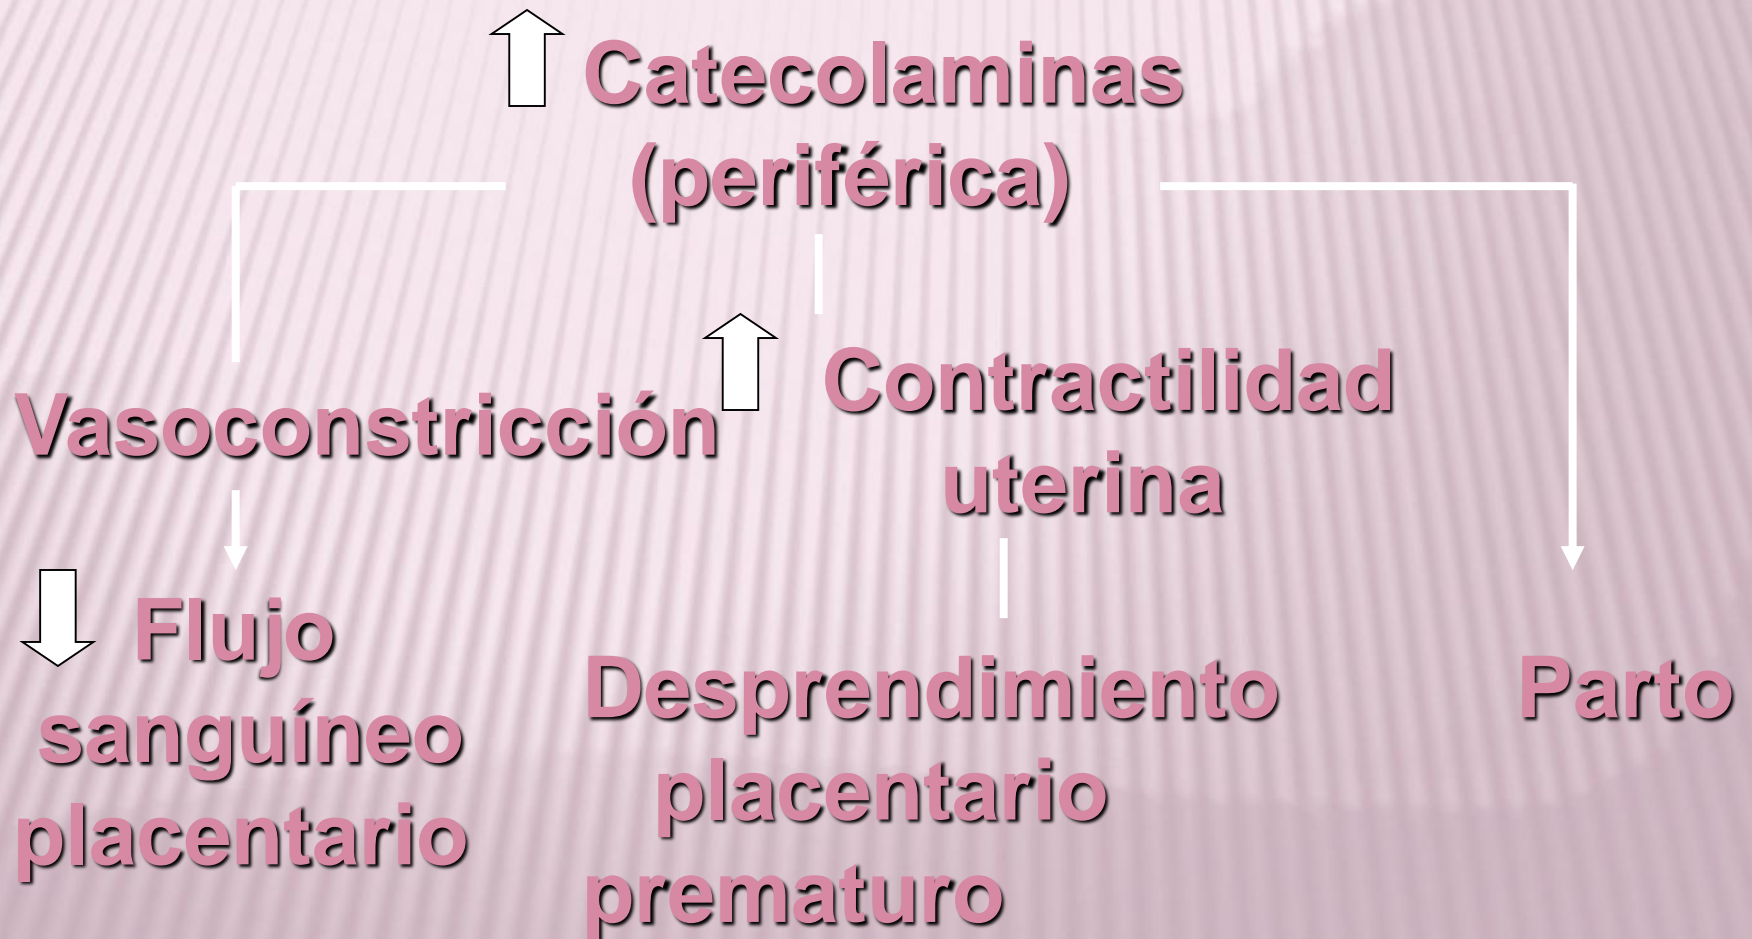 Catecolaminas
(periférica)
Vasoconstricción
Contractilidad
uterina
Flujo
sanguíneo
placentario
Desprendimiento
placentario
prematuro
Parto